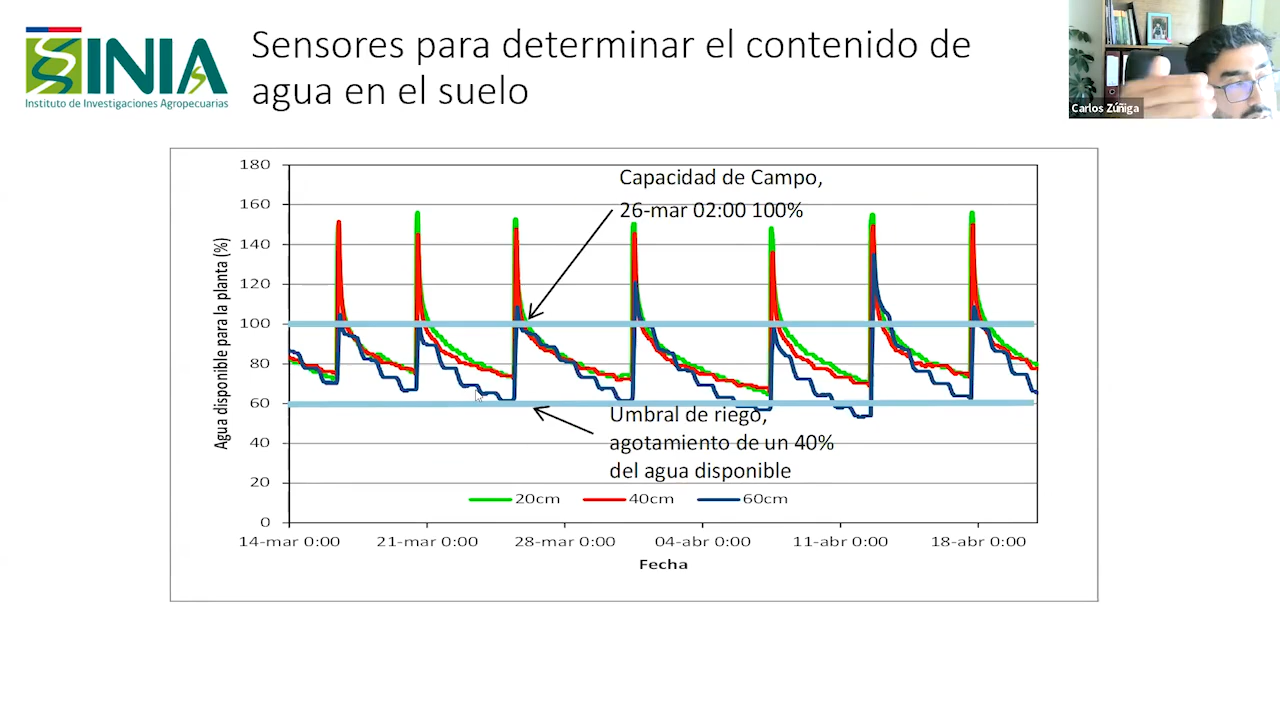 INIA
Instituto de Investigaciones Agropecuarias
Sensores para determinar el contenido de
agua en el suelo
Carlos Zúñiga
Agua disponible para la planta (%)
180
160
140
120
100
80
60
40
20
0
Capacidad de Campo,
26-mar 02:00 100%
Umbral de riego,
agotamiento de un 40%
del agua disponible
20cm
40cm
60cm
14-mar 0:00
21-mar 0:00
28-mar 0:00
04-abr 0:00
11-abr 0:00
18-abr 0:00
Fecha